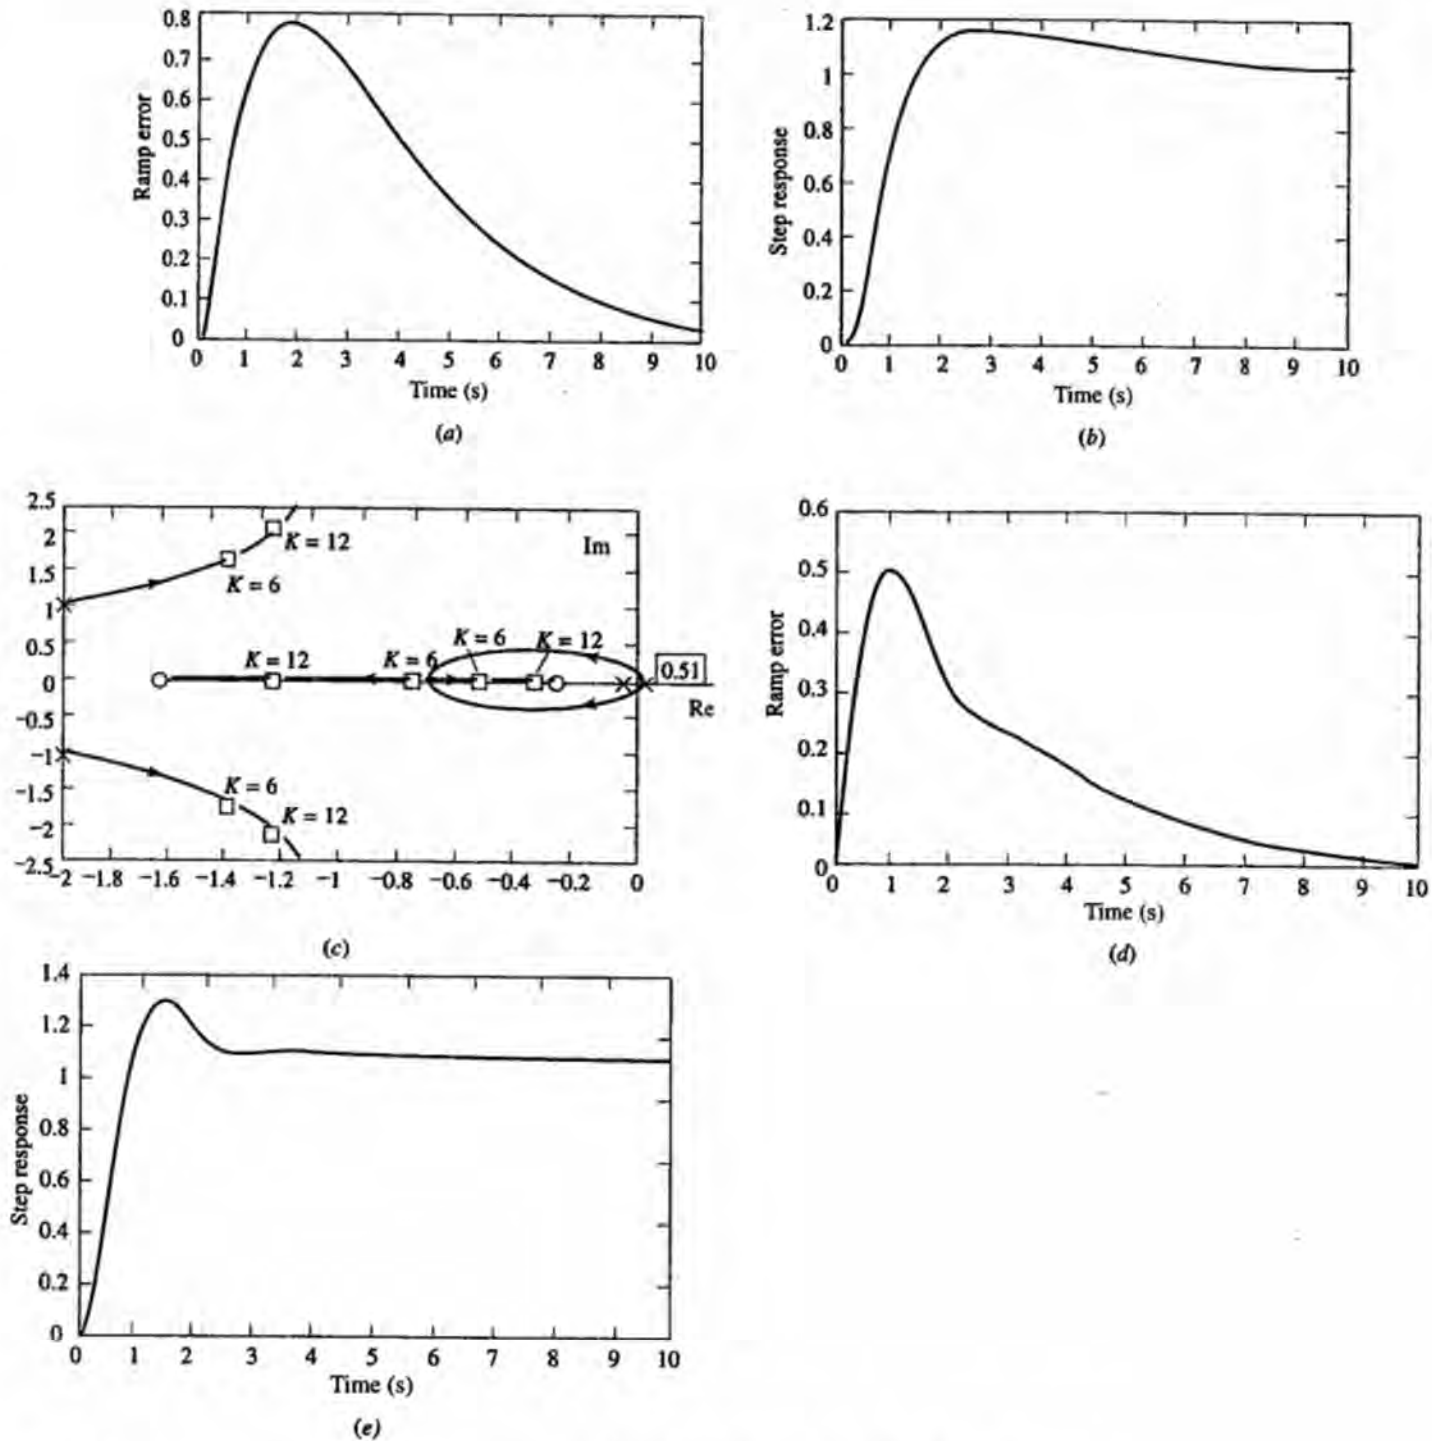 0.8
0.7
0.6
0.5
0.4
0.3
0.2
0.1
0
Ramp error
0 1 2 3 4 5 6 7 8 9 10
Time (s)
(a)
1.2
1
0.8
0.6
0.4
0.2
0
Step response
0 1 2 3 4 5 6 7 8 9 10
Time (s)
(b)
2.5
2
1.5
1
0.5
0
−0.5
−1
−1.5
−2
−2.5
K = 12
K = 6
Im
K = 12
K = 6
K = 6
K = 12
0.51
Re
K = 6
K = 12
−2 −1.8 −1.6 −1.4 −1.2 −1 −0.8 −0.6 −0.4 −0.2 0
(c)
0.6
0.5
0.4
0.3
0.2
0.1
0
Ramp error
0 1 2 3 4 5 6 7 8 9 10
Time (s)
(d)
1.4
1.2
1
0.8
0.6
0.4
0.2
0
Step response
0 1 2 3 4 5 6 7 8 9 10
Time (s)
(e)